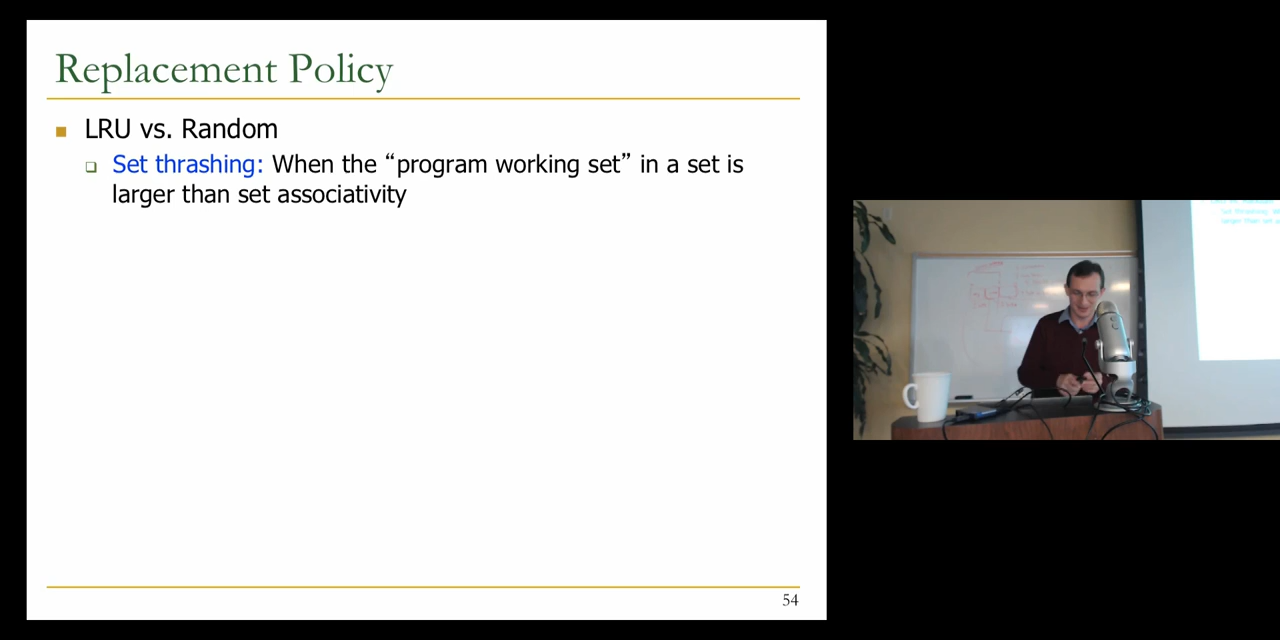 Replacement Policy
LRU vs. Random
Set thrashing: When the “program working set” in a set is
larger than set associativity
54